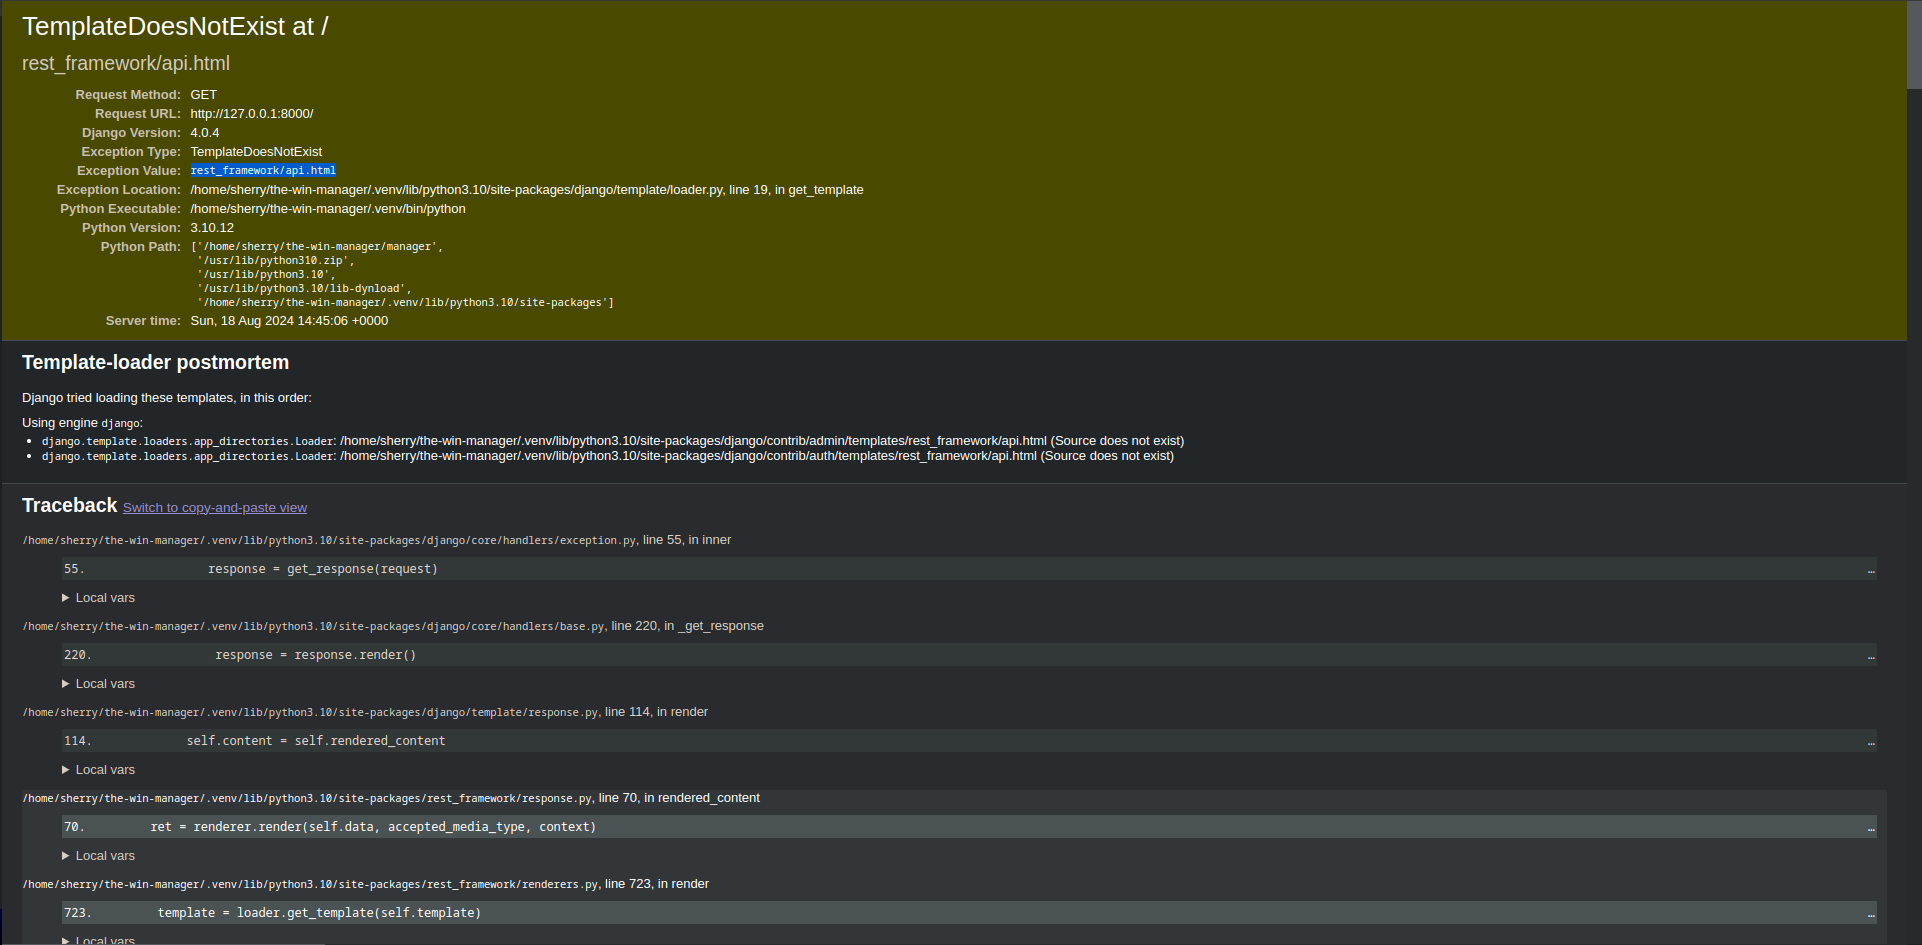 TemplateDoesNotExist at /
rest_framework/api.html
Request Method: GET
Request URL: http://127.0.0.1:8000/
Django Version: 4.0.4
Exception Type: TemplateDoesNotExist
Exception Value: rest_framework/api.html
Exception Location: /home/sherry/the-win-manager/.venv/lib/python3.10/site-packages/django/template/loader.py, line 19, in get_template
Python Executable: /home/sherry/the-win-manager/.venv/bin/python
Python Version: 3.10.12
Python Path: ['/home/sherry/the-win-manager/manager',
'/usr/lib/python310.zip',
'/usr/lib/python3.10',
'/usr/lib/python3.10/lib-dynload',
'/home/sherry/the-win-manager/.venv/lib/python3.10/site-packages']
Server time: Sun, 18 Aug 2024 14:45:06 +0000
Template-loader postmortem
Django tried loading these templates, in this order:
Using engine django:
• django.template.loaders.app_directories.Loader: /home/sherry/the-win-manager/.venv/lib/python3.10/site-packages/django/contrib/admin/templates/rest_framework/api.html (Source does not exist)
• django.template.loaders.app_directories.Loader: /home/sherry/the-win-manager/.venv/lib/python3.10/site-packages/django/contrib/auth/templates/rest_framework/api.html (Source does not exist)
Traceback Switch to copy-and-paste view
/home/sherry/the-win-manager/.venv/lib/python3.10/site-packages/django/core/handlers/exception.py, line 55, in inner
55. response = get_response(request) …
▶ Local vars
/home/sherry/the-win-manager/.venv/lib/python3.10/site-packages/django/core/handlers/base.py, line 220, in _get_response
220. response = response.render() …
▶ Local vars
/home/sherry/the-win-manager/.venv/lib/python3.10/site-packages/django/template/response.py, line 114, in render
114. self.content = self.rendered_content …
▶ Local vars
/home/sherry/the-win-manager/.venv/lib/python3.10/site-packages/rest_framework/response.py, line 70, in rendered_content
70. ret = renderer.render(self.data, accepted_media_type, context) …
▶ Local vars
/home/sherry/the-win-manager/.venv/lib/python3.10/site-packages/rest_framework/renderers.py, line 723, in render
723. template = loader.get_template(self.template) …
▶ Local vars